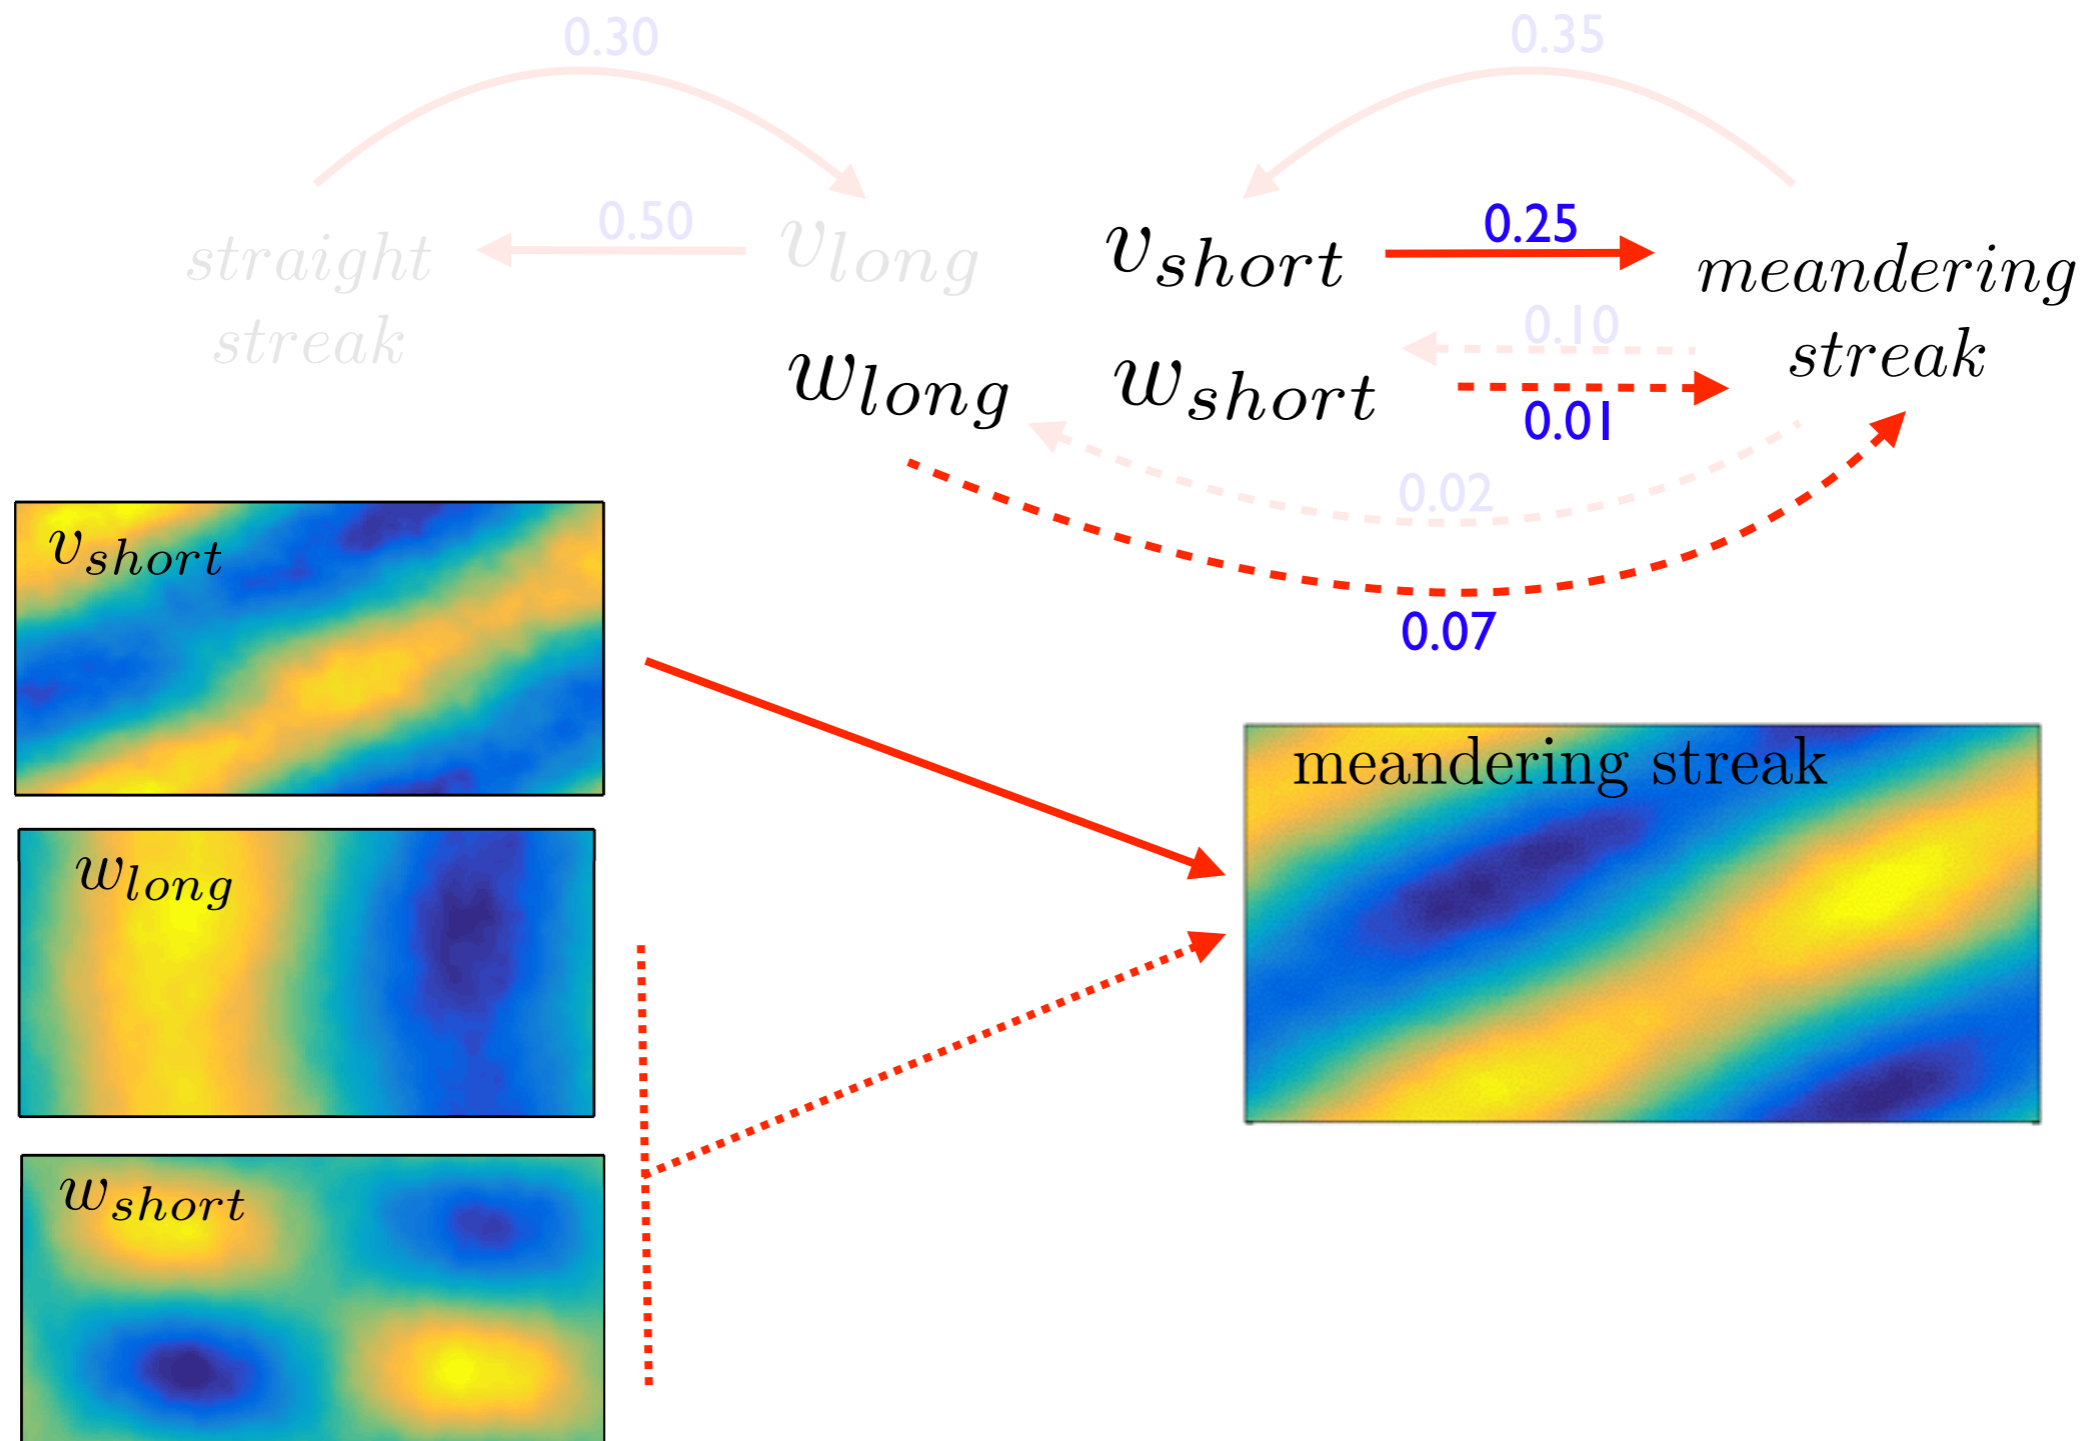 0.30 0.35
0.50 0.25
straight v_long v_short meandering
0.10
streak w_long w_short streak
0.01
0.02
0.07
v_short
meandering streak
w_long
w_short